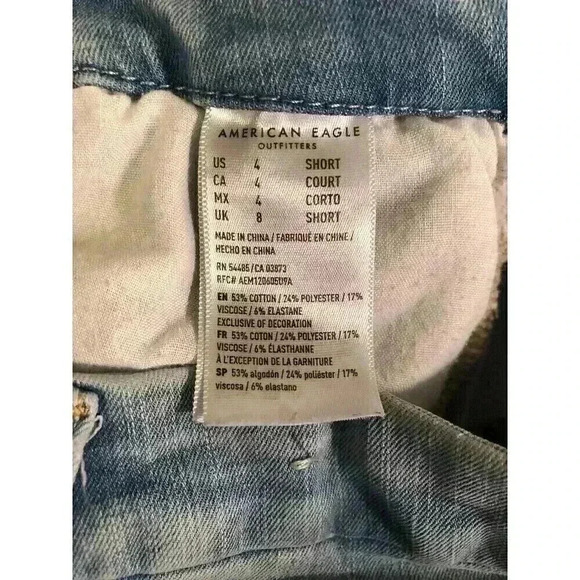 AMERICAN EAGLE
OUTFITTERS
US 4 SHORT
CA 4 COURT
MX 4 CORTO
UK 8 SHORT
MADE IN CHINA / FABRIQUÉ EN CHINE /
HECHO EN CHINA
RN 54485/CA 03873
RFC# AEM120605U9A
EN 53% COTTON / 24% POLYESTER / 17%
VISCOSE / 6% ELASTANE
EXCLUSIVE OF DECORATION
FR 53% COTON / 24% POLYESTER / 17%
VISCOSE / 6% ÉLASTHANNE
À L'EXCEPTION DE LA GARNITURE
SP 53% algodón / 24% poliéster / 17%
viscosa / 6% elastano